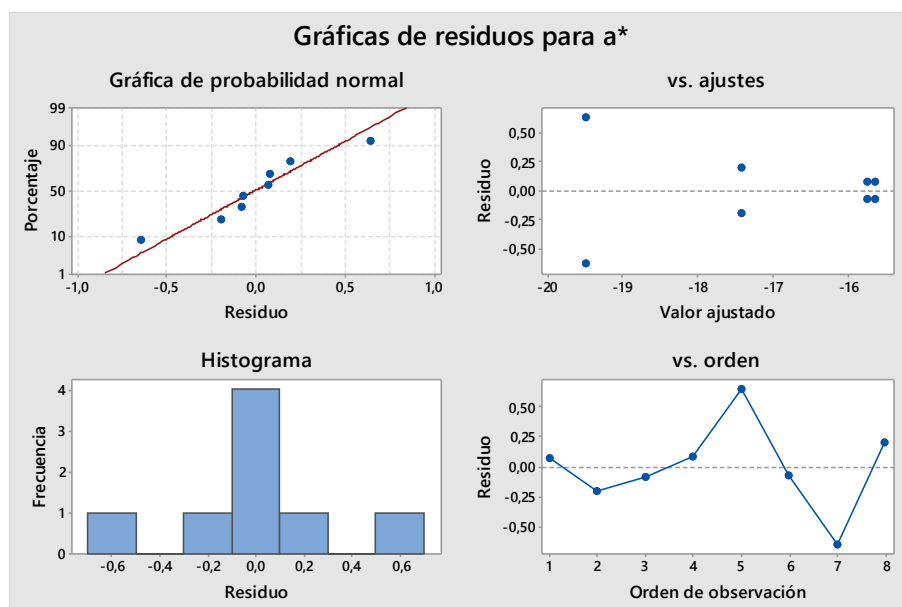 Gráficas de residuos para a*
Gráfica de probabilidad normal
99
90
50
10
1
Porcentaje
-1,0 -0,5 0,0 0,5 1,0
Residuo
vs. ajustes
0,50
0,25
0,00
-0,25
-0,50
Residuo
-20 -19 -18 -17 -16
Valor ajustado
Histograma
4
3
2
1
0
Frecuencia
-0,6 -0,4 -0,2 0,0 0,2 0,4 0,6
Residuo
vs. orden
0,50
0,25
0,00
-0,25
-0,50
Residuo
1 2 3 4 5 6 7 8
Orden de observación